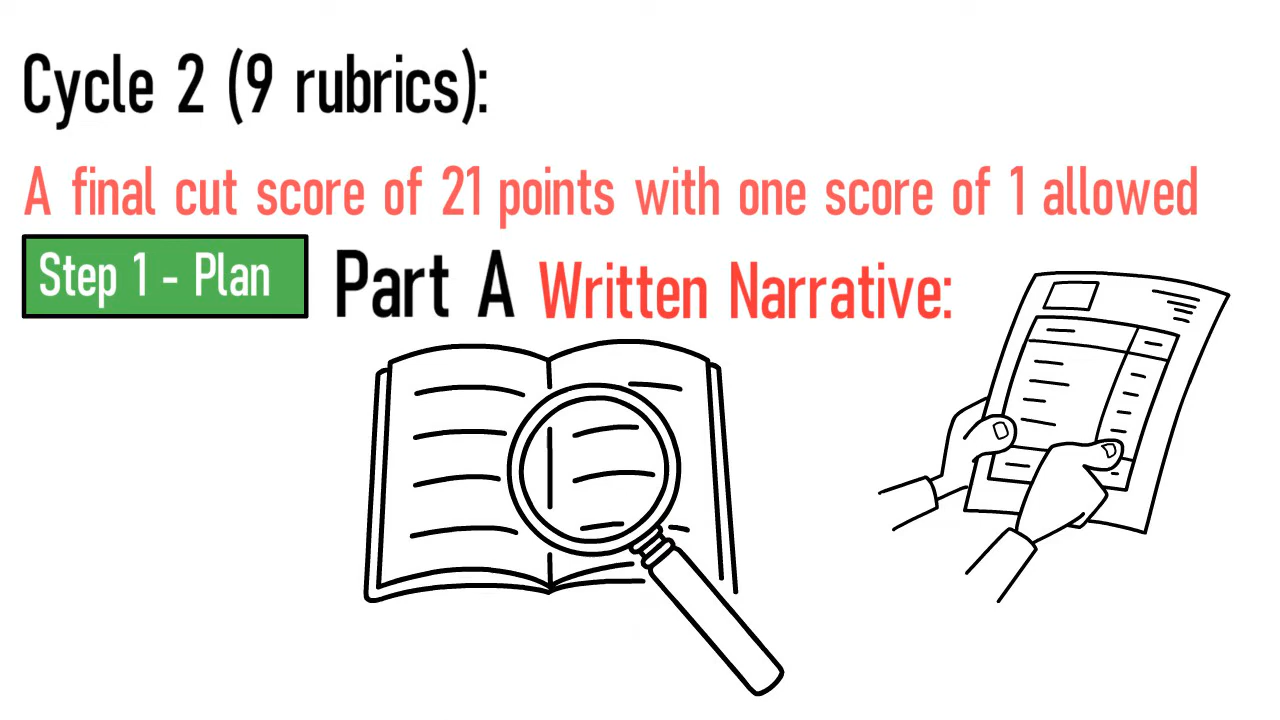 Cycle 2 (9 rubrics):
A final cut score of 21 points with one score of 1 allowed
Step 1 - Plan
Part A Written Narrative: